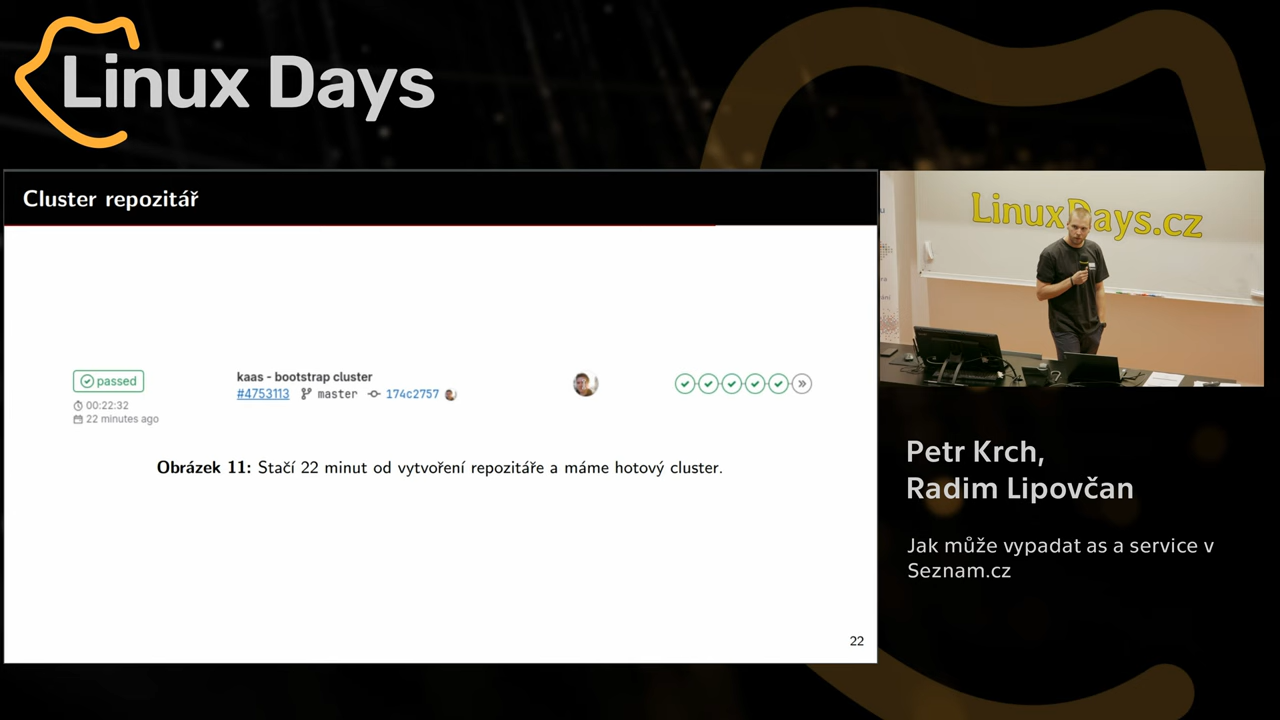 Linux Days
Cluster repozitář
passed
00:22:32
22 minutes ago
kaas - bootstrap cluster
#4753113 master 174c2757
Obrázek 11: Stačí 22 minut od vytvoření repozitáře a máme hotový cluster.
22
LinuxDays.cz
Petr Krch,
Radim Lipovčan
Jak může vypadat as a service v
Seznam.cz